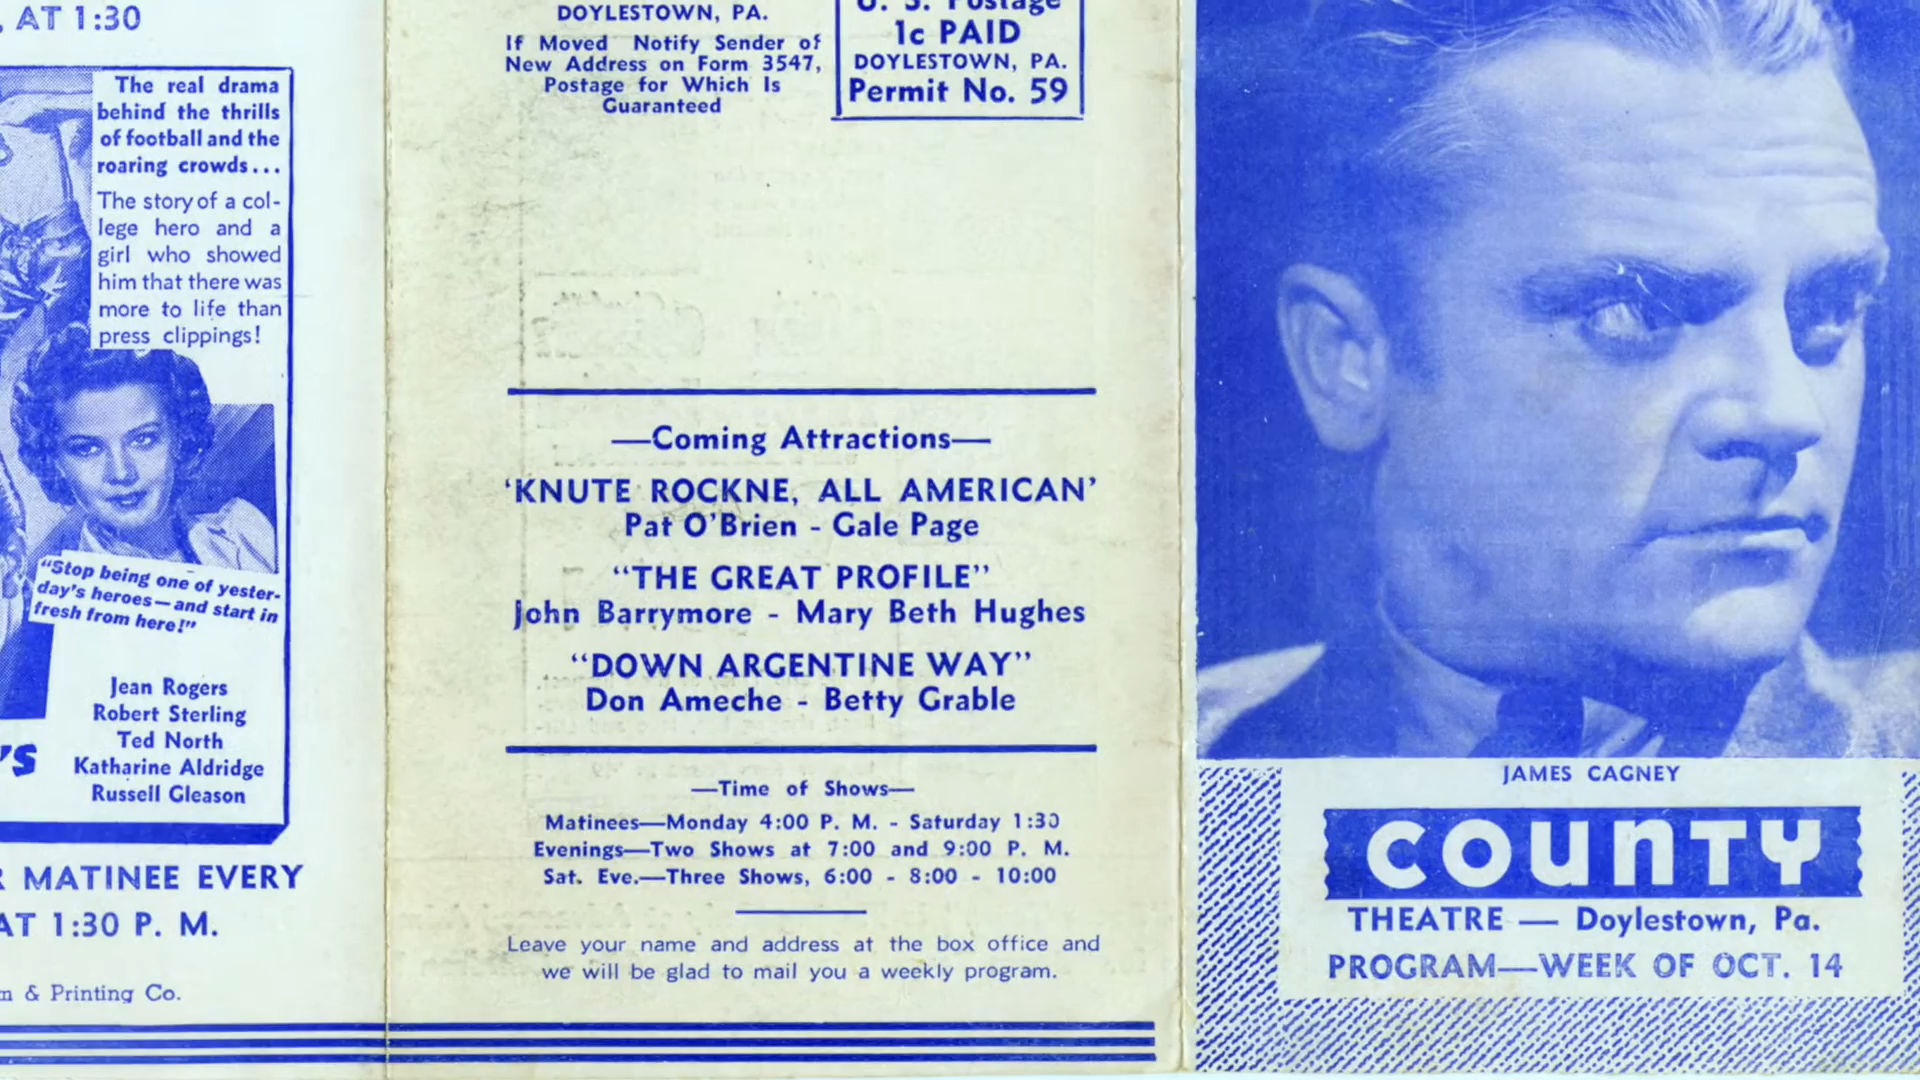 , AT 1:30
The real drama
behind the thrills
of football and the
roaring crowds...
The story of a col-
lege hero and a
girl who showed
him that there was
more to life than
press clippings!
"Stop being one of yester-
day's heroes—and start in
fresh from here!"
Jean Rogers
Robert Sterling
Ted North
Katharine Aldridge
Russell Gleason
'S
MATINEE EVERY
AT 1:30 P. M.
& Printing Co.
DOYLESTOWN, PA.
If Moved Notify Sender of
New Address on Form 3547,
Postage for Which Is
Guaranteed
U. S. Postage
1c PAID
DOYLESTOWN, PA.
Permit No. 59
—Coming Attractions—
'KNUTE ROCKNE, ALL AMERICAN'
Pat O'Brien - Gale Page
"THE GREAT PROFILE"
John Barrymore - Mary Beth Hughes
"DOWN ARGENTINE WAY"
Don Ameche - Betty Grable
—Time of Shows—
Matinees—Monday 4:00 P. M. - Saturday 1:30
Evenings—Two Shows at 7:00 and 9:00 P. M.
Sat. Eve.—Three Shows, 6:00 - 8:00 - 10:00
Leave your name and address at the box office and
we will be glad to mail you a weekly program.
JAMES CAGNEY
COUNTY
THEATRE — Doylestown, Pa.
PROGRAM—WEEK OF OCT. 14